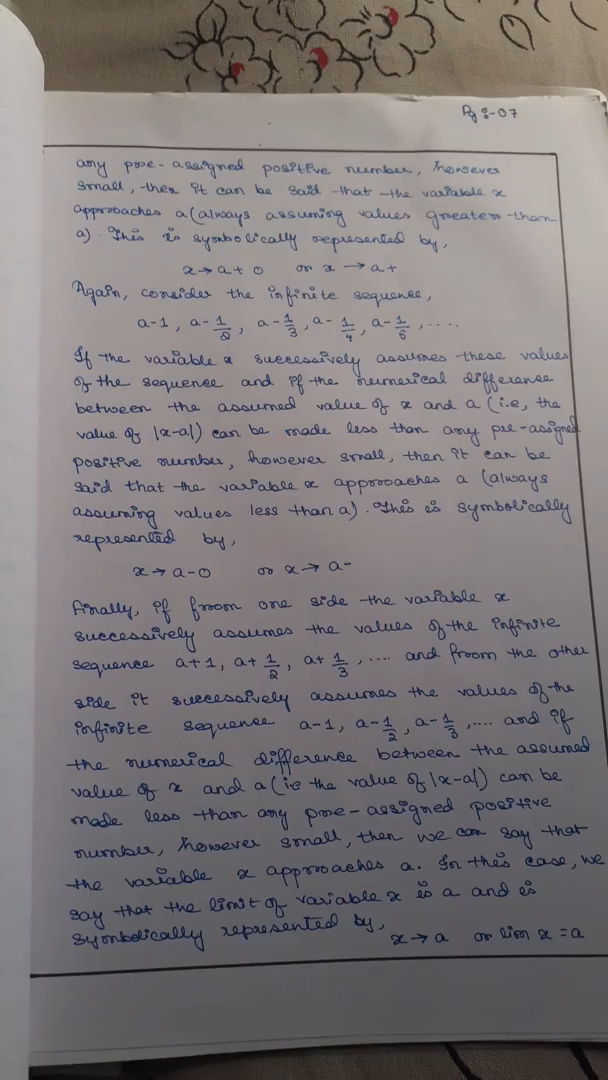 Pg :- 07
any pre-assigned positive number, however
small, then it can be said that the variable x
approaches a (always assuming values greater than
a). This is symbolically represented by,
x → a + 0 or x → a+
Again, consider the infinite sequence,
a-1, a-1/2, a-1/3, a-1/4, a-1/5, ....
If the variable x successively assumes these values
of the sequence and if the numerical difference
between the assumed value of x and a (i.e, the
value of |x-a|) can be made less than any pre-assigned
positive number, however small, then it can be
said that the variable x approaches a (always
assuming values less than a). This is symbolically
represented by,
x → a-0 or x → a-
Finally, if from one side the variable x
successively assumes the values of the infinite
sequence a+1, a+1/2, a+1/3, .... and from the other
side it successively assumes the values of the
infinite sequence a-1, a-1/2, a-1/3, .... and if
the numerical difference between the assumed
value of x and a (i.e the value of |x-a|) can be
made less than any pre-assigned positive
number, however small, then we can say that
the variable x approaches a. In this case, we
say that the limit of variable x is a and is
symbolically represented by,
x → a or lim x = a